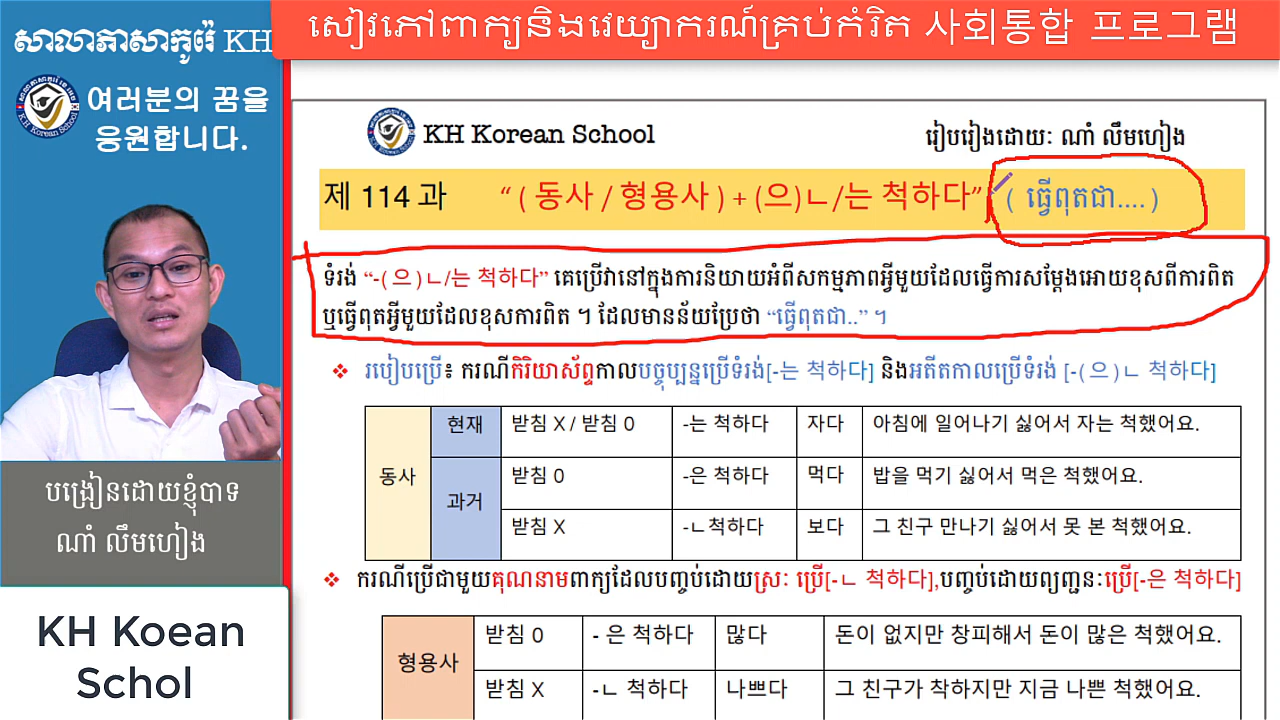 សាលាភាសាកូរ៉េ KH
여러분의 꿈을
응원합니다.
បង្រៀនដោយខ្ញុំបាទ
ណាំ លឹមហៀង
KH Koean
Schol
សៀវភៅពាក្យនិងវេយ្យាករណ៍គ្រប់កំរិត 사회통합 프로그램
KH Korean School
រៀបរៀងដោយ: ណាំ លឹមហៀង
제 114 과 “ ( 동사 / 형용사 ) + (으)ㄴ/는 척하다” ( ធ្វើពុតជា.... )
ទំរង់ “-( 으 ) ㄴ/는 척하다” គេប្រើវានៅក្នុងការនិយាយអំពីសកម្មភាពអ្វីមួយដែលធ្វើការសម្តែងអោយខុសពីការពិត
ឬធ្វើពុតអ្វីមួយដែលខុសការពិត ។ ដែលមានន័យប្រែថា “ធ្វើពុតជា..” ។
❖ របៀបប្រើ៖ ករណីកិរិយាស័ព្ទកាលបច្ចុប្បន្នប្រើទំរង់[-는 척하다] និងអតីតកាលប្រើទំរង់ [-( 으 ) ㄴ 척하다]
동사 현재 받침 X / 받침 0 -는 척하다 자다 아침에 일어나기 싫어서 자는 척했어요.
과거 받침 0 -은 척하다 먹다 밥을 먹기 싫어서 먹은 척했어요.
받침 X -ㄴ척하다 보다 그 친구 만나기 싫어서 못 본 척했어요.
❖ ករណីប្រើជាមួយគុណនាមពាក្យដែលបញ្ចប់ដោយស្រៈ ប្រើ[-ㄴ 척하다],បញ្ចប់ដោយព្យញ្ជនៈប្រើ[-은 척하다]
형용사 받침 0 - 은 척하다 많다 돈이 없지만 창피해서 돈이 많은 척했어요.
받침 X -ㄴ 척하다 나쁘다 그 친구가 착하지만 지금 나쁜 척했어요.